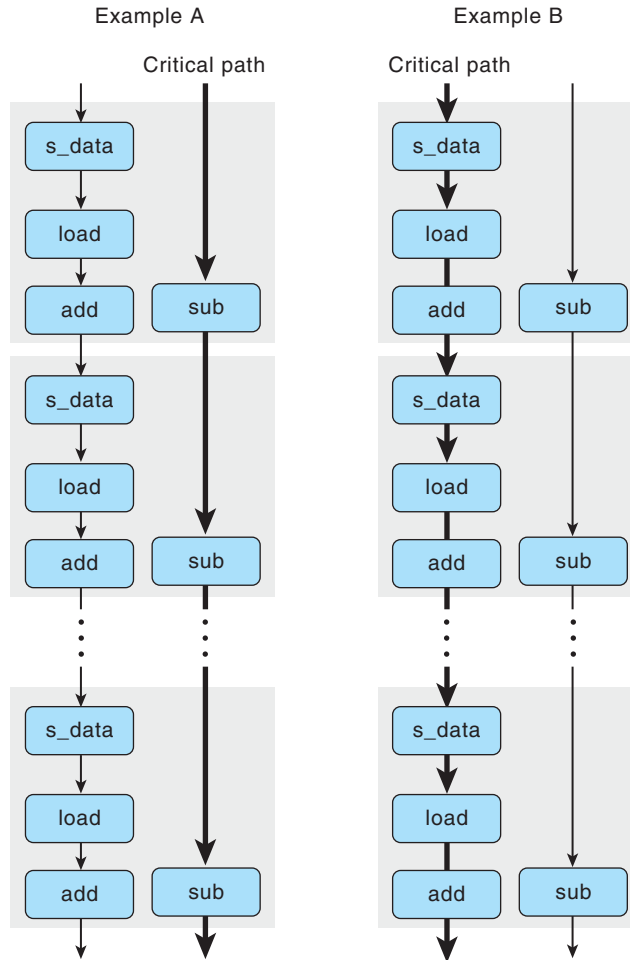 Example A
Critical path
s_data
load
add
sub
s_data
load
add
sub
s_data
load
add
sub
Example B
Critical path
s_data
load
add
sub
s_data
load
add
sub
s_data
load
add
sub